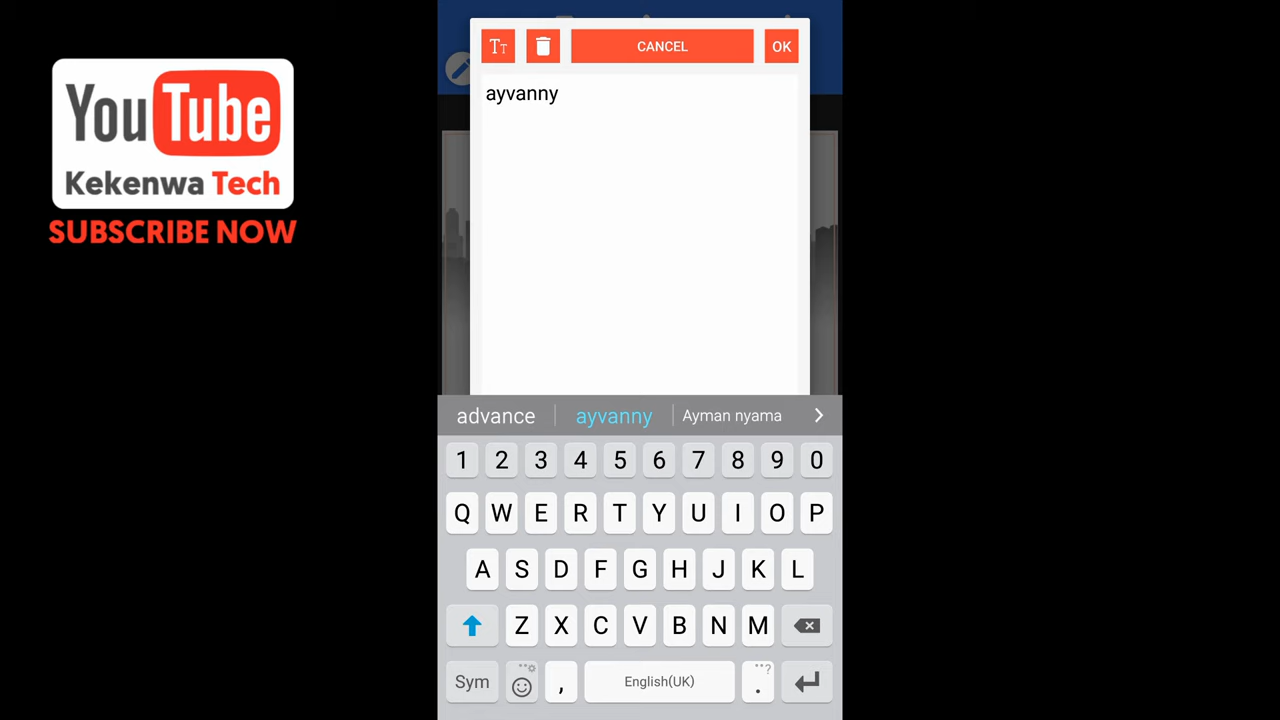 YouTube
Kekenwa Tech
SUBSCRIBE NOW
TT CANCEL OK
ayvanny
advance ayvanny Ayman nyama
1 2 3 4 5 6 7 8 9 0
Q W E R T Y U I O P
A S D F G H J K L
Z X C V B N M
Sym , English(UK) .